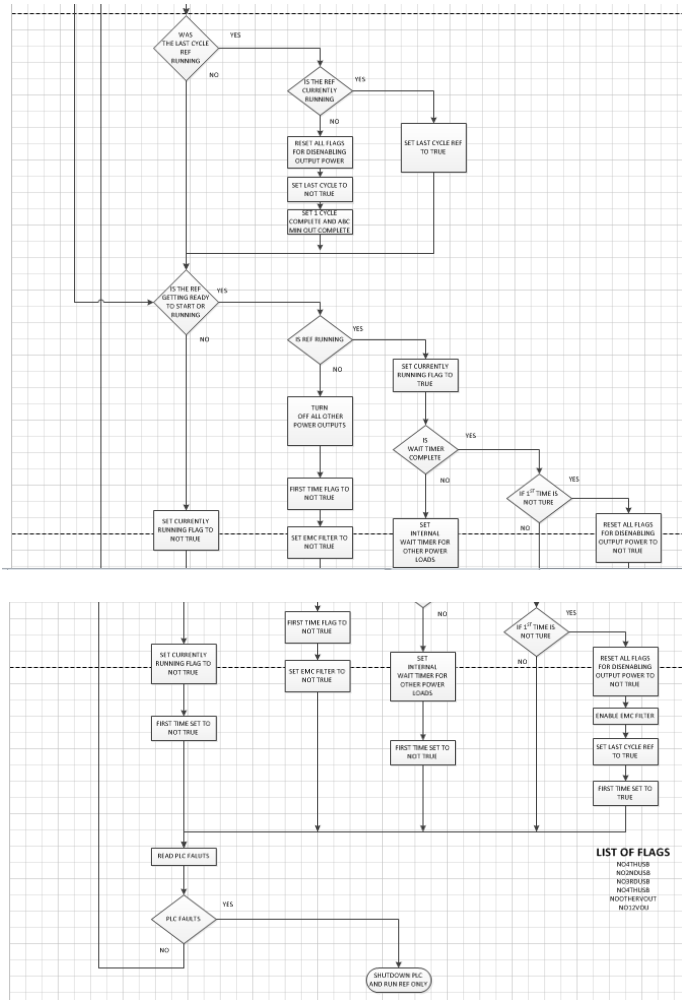 WAS
THE LAST CYCLE
REF
RUNNING
YES
NO
IS THE REF
CURRENTLY
RUNNING
YES
NO
RESET ALL FLAGS
FOR DISENABLING
OUTPUT POWER
SET LAST CYCLE REF
TO TRUE
SET LAST CYCLE TO
NOT TRUE
SET 1 CYCLE
COMPLETE AND ABC
MIN OUT COMPLETE
IS THE REF
GETTING READY
TO START OR
RUNNING
YES
NO
IS REF RUNNING
YES
NO
SET CURRENTLY
RUNNING FLAG TO
TRUE
TURN
OFF ALL OTHER
POWER OUTPUTS
IS
WAIT TIMER
COMPLETE
YES
NO
FIRST TIME FLAG TO
NOT TRUE
IF 1ST TIME IS
NOT TURE
YES
NO
SET CURRENTLY
RUNNING FLAG TO
NOT TRUE
SET EMC FILTER TO
NOT TRUE
SET
INTERNAL
WAIT TIMER FOR
OTHER POWER
LOADS
RESET ALL FLAGS
FOR DISENABLING
OUTPUT POWER TO
NOT TRUE
FIRST TIME FLAG TO
NOT TRUE
NO
IF 1ST TIME IS
NOT TURE
YES
NO
SET CURRENTLY
RUNNING FLAG TO
NOT TRUE
SET EMC FILTER TO
NOT TRUE
SET
INTERNAL
WAIT TIMER FOR
OTHER POWER
LOADS
RESET ALL FLAGS
FOR DISENABLING
OUTPUT POWER TO
NOT TRUE
FIRST TIME SET TO
NOT TRUE
ENABLE EMC FILTER
FIRST TIME SET TO
NOT TRUE
SET LAST CYCLE REF
TO TRUE
FIRST TIME SET TO
TRUE
READ PLC FALUITS
LIST OF FLAGS
NO4THUSB
NO2NDUSB
NO3RDUSB
NO4THUSB
NOOTHERVOUT
NO12VOU
PLC FAULTS
YES
NO
SHUTDOWN PLC
AND RUN REF ONLY